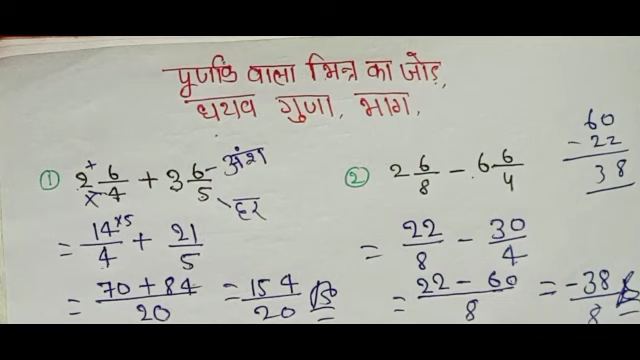 पूर्णांक वाला भिन्न का जोड़,
घटाव गुणा, भाग,
60
- 22
38
① 2 6/4 + 3 6/5 - अंश
हर
② 2 6/8 - 6 6/4
= 14/4 ×5 + 21/5
= 22/8 - 30/4
= 70 + 84/20 = 154/20
= 22 - 60/8 = -38/8